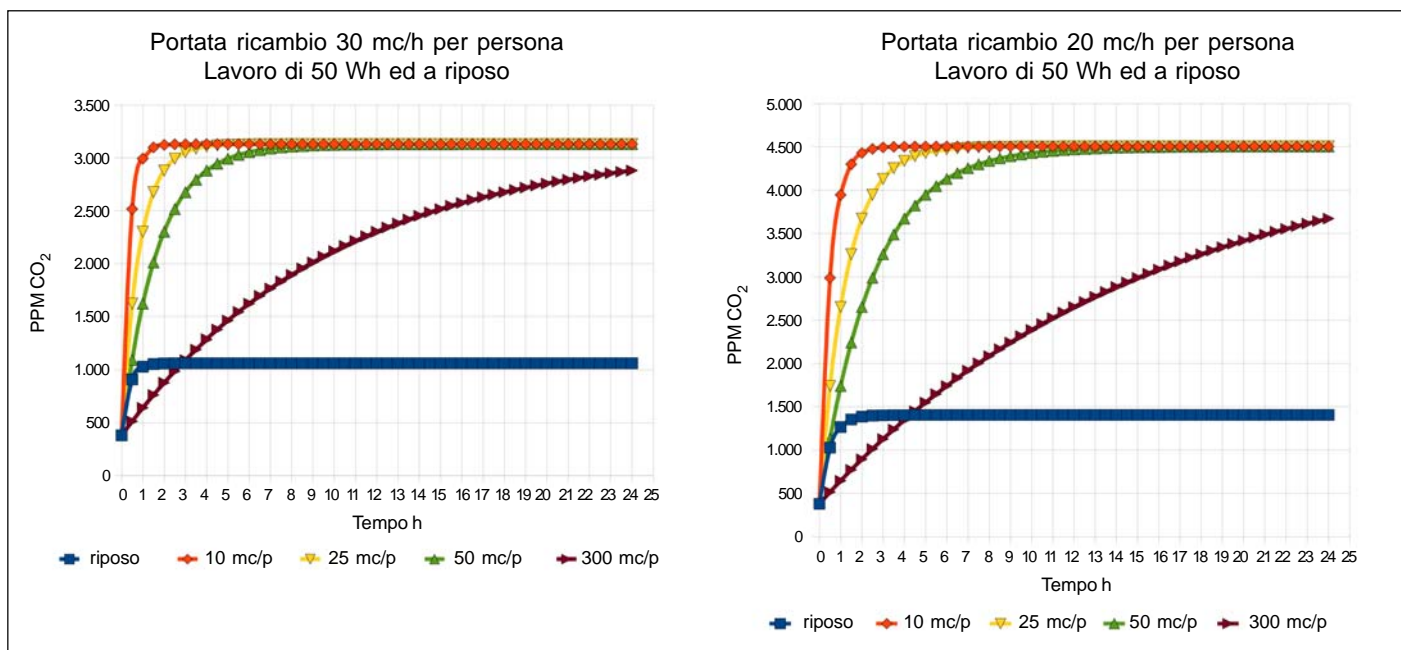 Portata ricambio 30 mc/h per persona
Lavoro di 50 Wh ed a riposo
3.500
3.000
2.500
2.000
1.500
1.000
500
0
PPM CO₂
0 1 2 3 4 5 6 7 8 9 10 11 12 13 14 15 16 17 18 19 20 21 22 23 24 25
Tempo h
riposo 10 mc/p 25 mc/p 50 mc/p 300 mc/p
Portata ricambio 20 mc/h per persona
Lavoro di 50 Wh ed a riposo
5.000
4.500
4.000
3.500
3.000
2.500
2.000
1.500
1.000
500
0
PPM CO₂
0 1 2 3 4 5 6 7 8 9 10 11 12 13 14 15 16 17 18 19 20 21 22 23 24 25
Tempo h
riposo 10 mc/p 25 mc/p 50 mc/p 300 mc/p